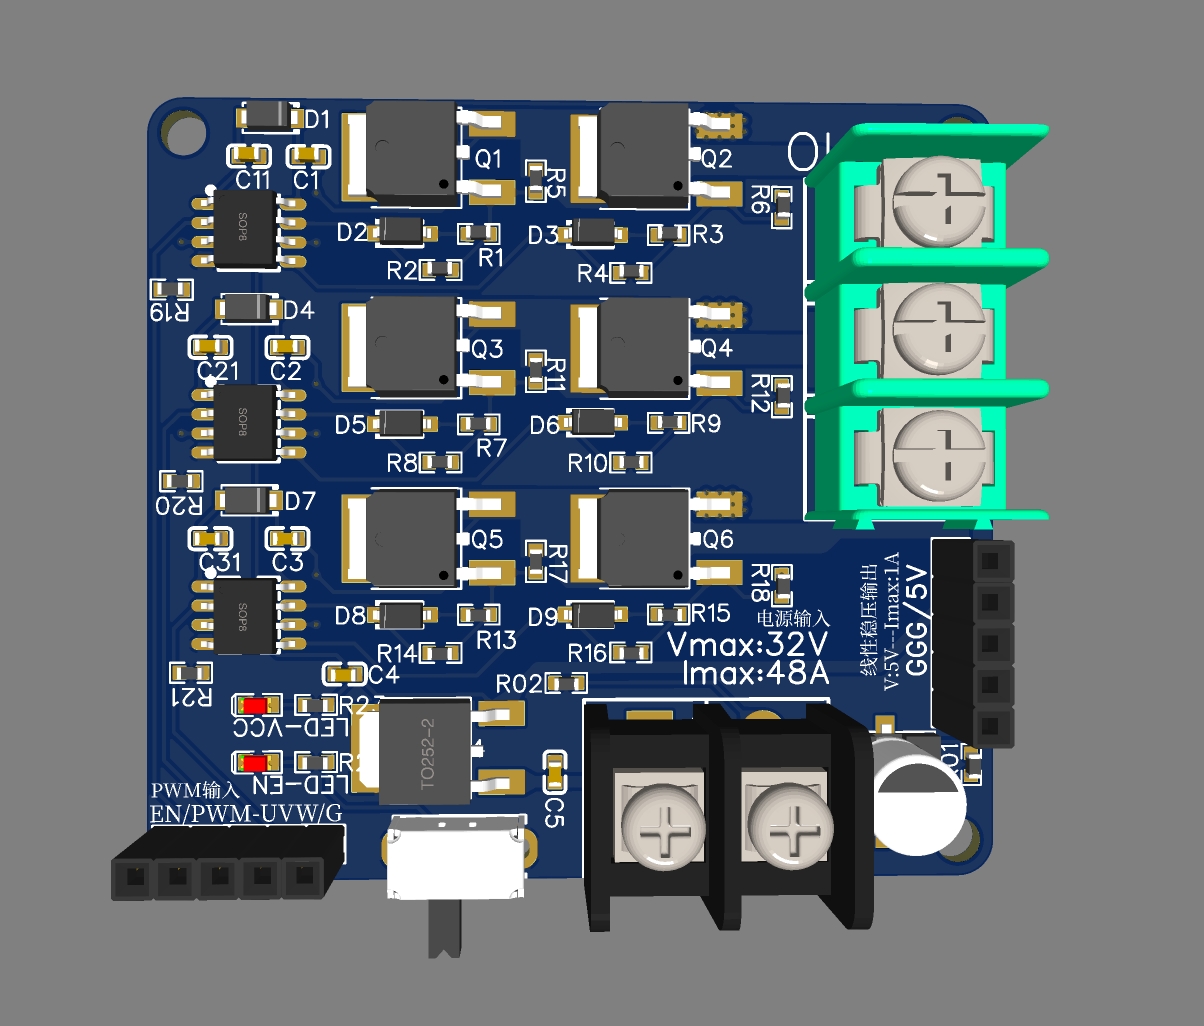 D1
C11
C1
SOP8
Q1
R5
Q2
R6
D2
R1
D3
R3
R2
R4
R19
D4
C21
C2
SOP8
Q3
R11
Q4
R12
D5
R7
D6
R9
R8
R10
R20
D7
C31
C3
SOP8
Q5
R17
Q6
R18
D8
R13
D9
R15
R14
R16
R21
C4
R02
电源输入
Vmax:32V
Imax:48A
线性稳压输出
V:5V---Imax:1A
GGG/5V
LED-VCC
LED-EN
TO252-2
C5
PWM输入
EN/PWM-UVW/G